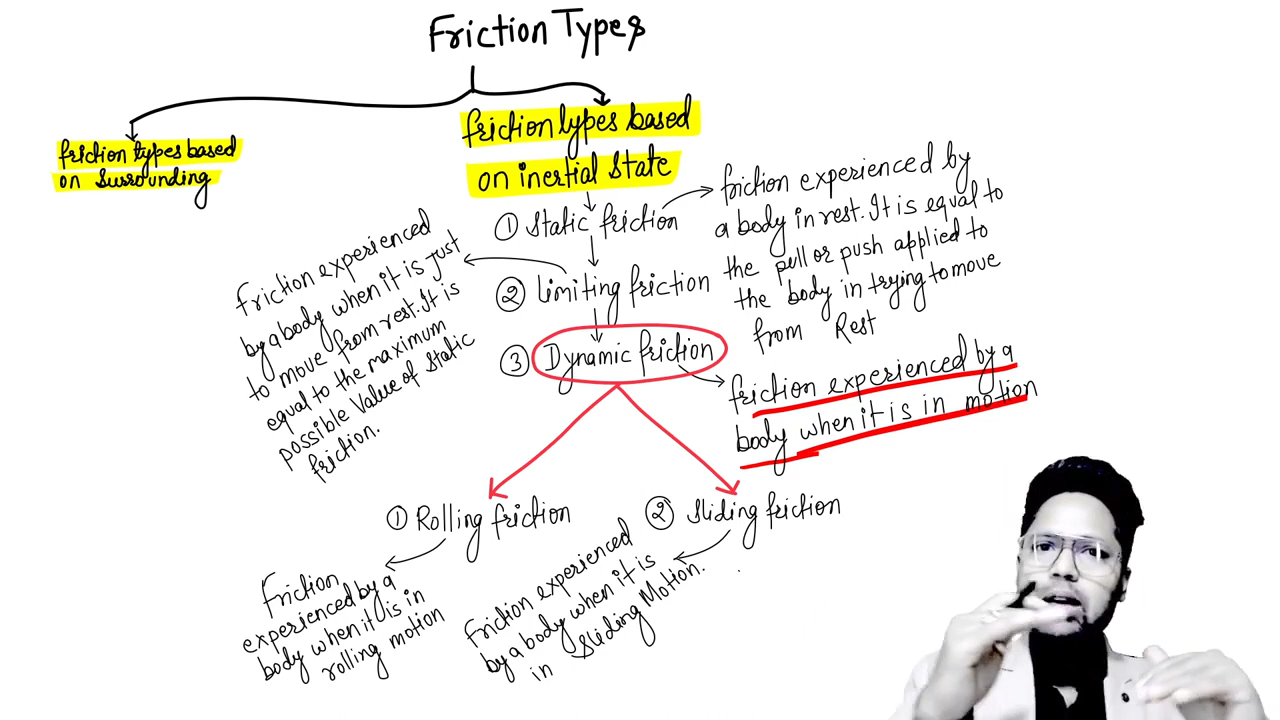 Friction Types
friction types based
on surrounding
friction types based
on inertial state
① Static friction
friction experienced by
a body in rest. It is equal to
the pull or push applied to
the body in trying to move
from Rest
② limiting friction
Friction experienced
by a body when it is just
to move from rest. It is
equal to the maximum
possible value of static
friction.
③ Dynamic friction
friction experienced by a
body when it is in motion
① Rolling friction
Friction
experienced by a
body when it is in
rolling motion
② Sliding friction
Friction experienced
by a body when it is
in Sliding Motion.